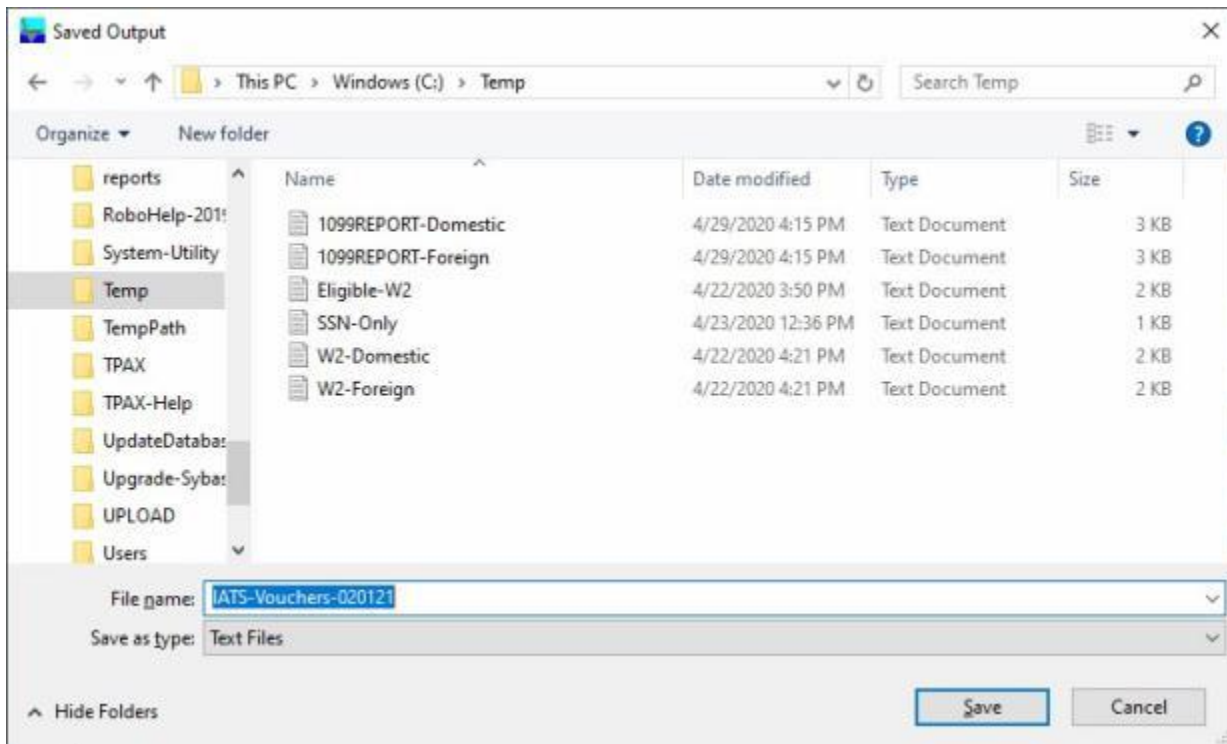 Saved Output
This PC > Windows (C:) > Temp
Search Temp
Organize
New folder
reports
RoboHelp-201
System-Utility
Temp
TempPath
TPAX
TPAX-Help
UpdateDatabas
Upgrade-Sybas
UPLOAD
Users
Name Date modified Type Size
1099REPORT-Domestic 4/29/2020 4:15 PM Text Document 3 KB
1099REPORT-Foreign 4/29/2020 4:15 PM Text Document 3 KB
Eligible-W2 4/22/2020 3:50 PM Text Document 2 KB
SSN-Only 4/23/2020 12:36 PM Text Document 1 KB
W2-Domestic 4/22/2020 4:21 PM Text Document 2 KB
W2-Foreign 4/22/2020 4:21 PM Text Document 2 KB
File name: IATS-Vouchers-020121
Save as type: Text Files
Hide Folders
Save
Cancel